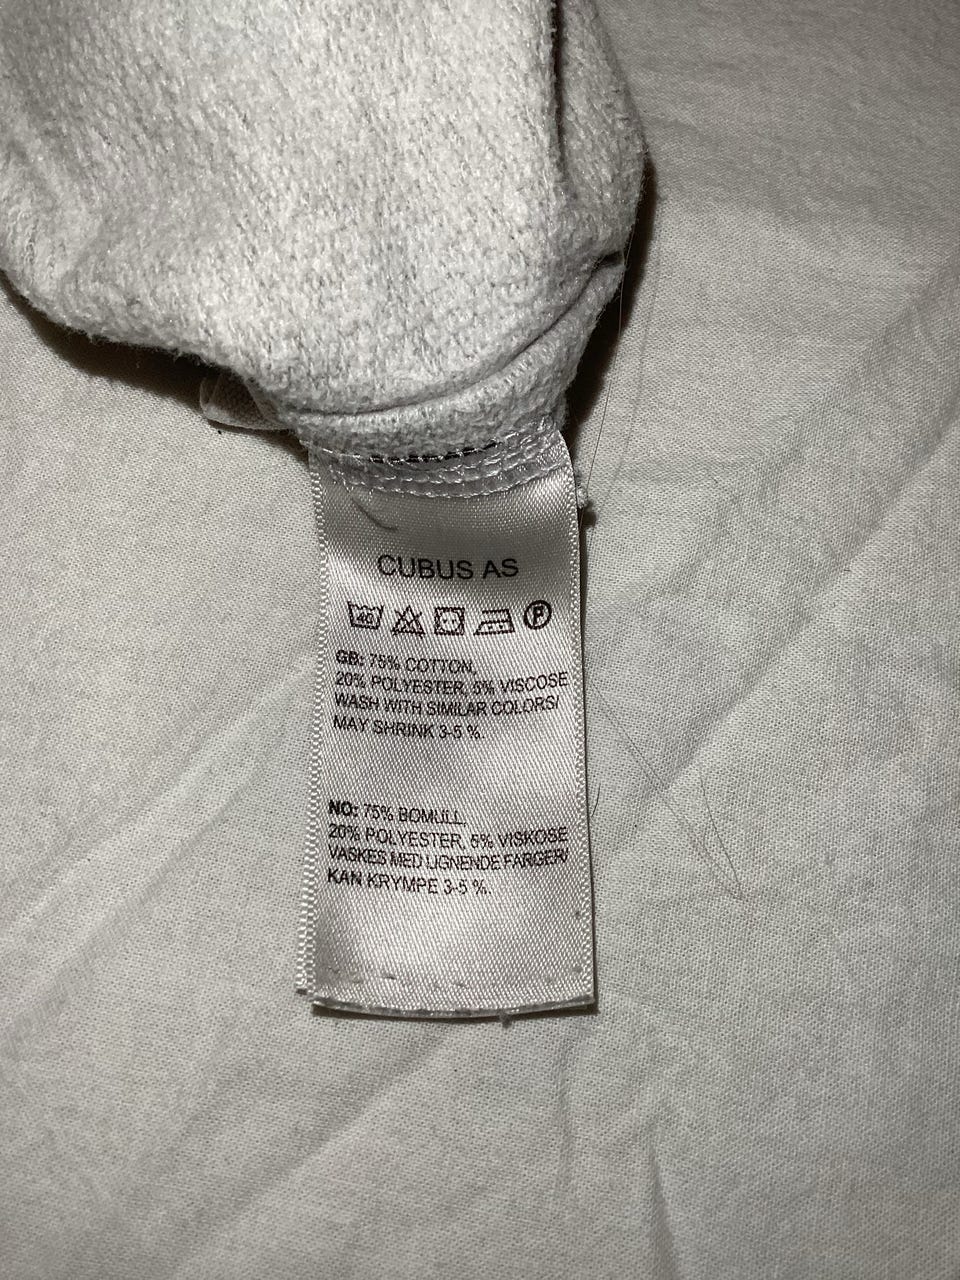 CUBUS AS
40 P
GB: 75% COTTON,
20% POLYESTER, 5% VISCOSE
WASH WITH SIMILAR COLORS/
MAY SHRINK 3-5 %.
NO: 75% BOMULL,
20% POLYESTER, 5% VISKOSE
VASKES MED LIGNENDE FARGER/
KAN KRYMPE 3-5 %.